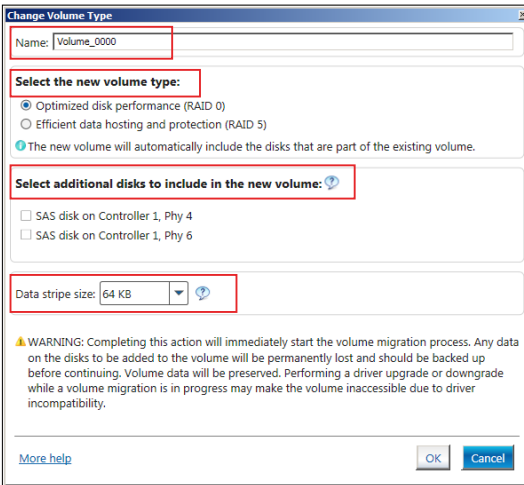 Change Volume Type
Name: Volume_0000
Select the new volume type:
Optimized disk performance (RAID 0)
Efficient data hosting and protection (RAID 5)
The new volume will automatically include the disks that are part of the existing volume.
Select additional disks to include in the new volume:
SAS disk on Controller 1, Phy 4
SAS disk on Controller 1, Phy 6
Data stripe size: 64 KB
WARNING: Completing this action will immediately start the volume migration process. Any data
on the disks to be added to the volume will be permanently lost and should be backed up
before continuing. Volume data will be preserved. Performing a driver upgrade or downgrade
while a volume migration is in progress may make the volume inaccessible due to driver
incompatibility.
More help
OK
Cancel